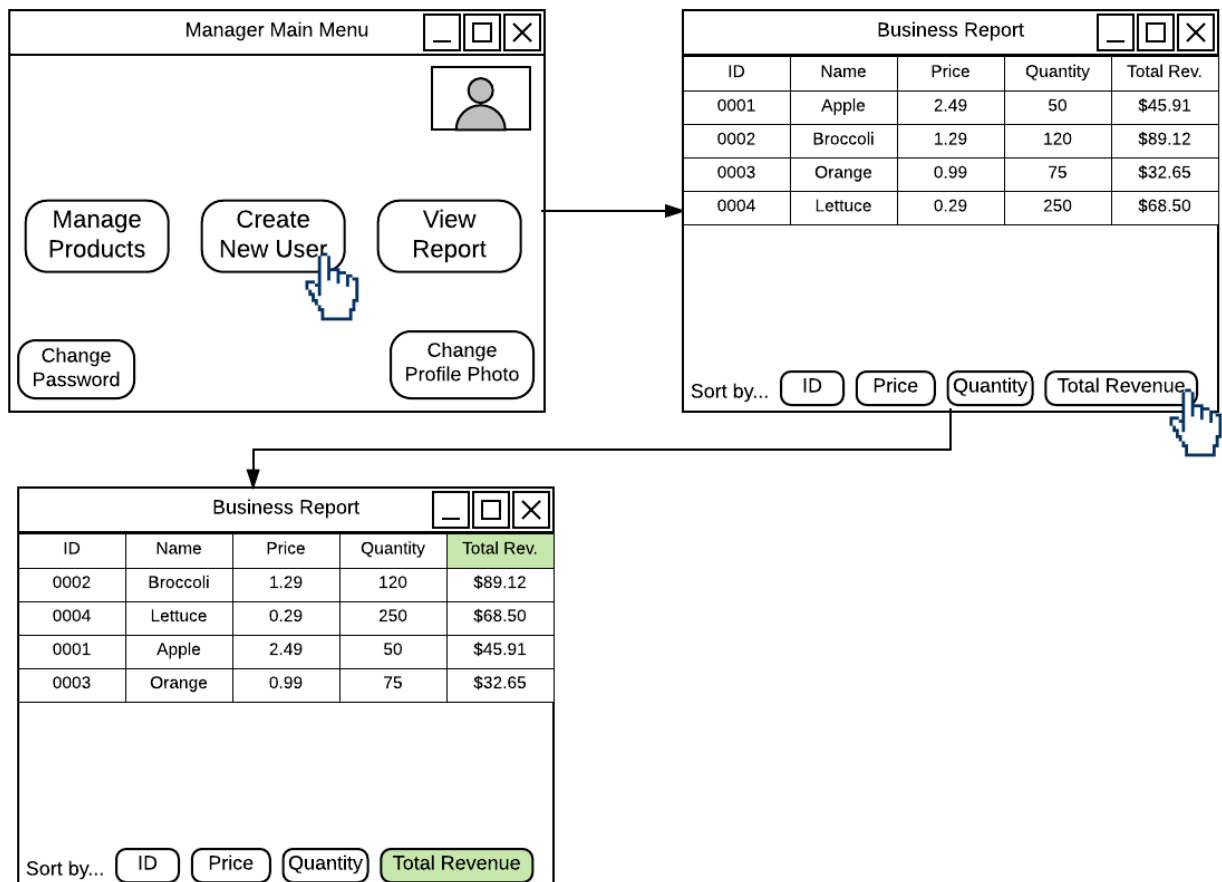 Manager Main Menu
Manage
Products
Create
New User
View
Report
Change
Password
Change
Profile Photo
Business Report
ID Name Price Quantity Total Rev.
0001 Apple 2.49 50 $45.91
0002 Broccoli 1.29 120 $89.12
0003 Orange 0.99 75 $32.65
0004 Lettuce 0.29 250 $68.50
Sort by... ID Price Quantity Total Revenue
Business Report
ID Name Price Quantity Total Rev.
0002 Broccoli 1.29 120 $89.12
0004 Lettuce 0.29 250 $68.50
0001 Apple 2.49 50 $45.91
0003 Orange 0.99 75 $32.65
Sort by... ID Price Quantity Total Revenue